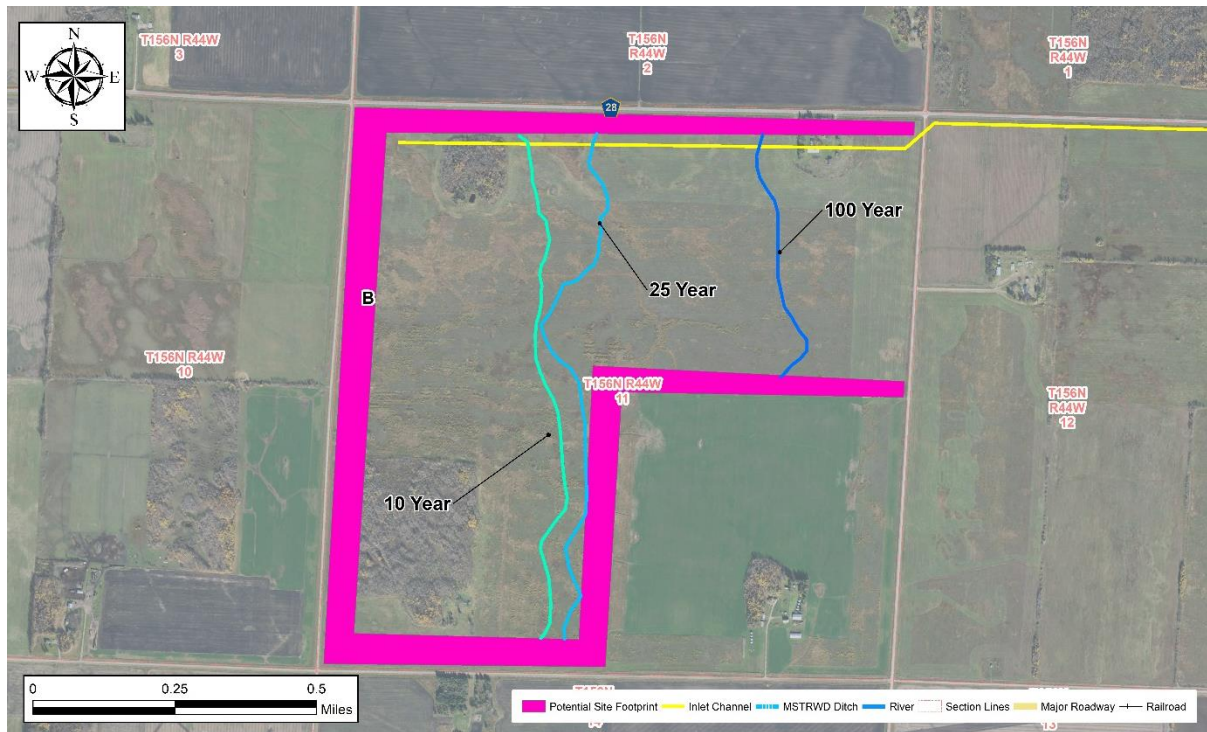 N
W E
S
T156N R44W
3
T156N
R44W
2
T156N
R44W
1
28
100 Year
25 Year
B
T156N R44W
10
T156N R44W
11
T156N
R44W
12
10 Year
0 0.25 0.5
Miles
T156N
13
Potential Site Footprint Inlet Channel MSTRWD Ditch River Section Lines Major Roadway Railroad